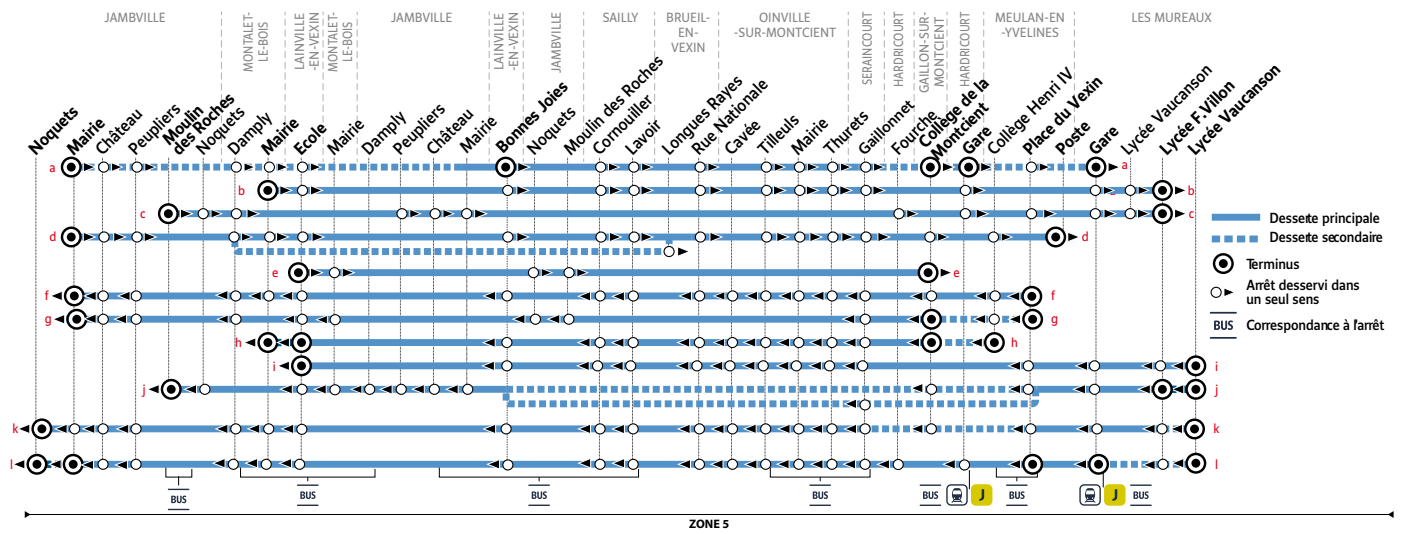 JAMBVILLE
MONTALET-
LE-BOIS
LAINVILLE
-EN-VEXIN
MONTALET-
LE-BOIS
JAMBVILLE
LAINVILLE
-EN-VEXIN
JAMBVILLE
SAILLY
BRUEIL-
EN-
VEXIN
OINVILLE
-SUR-MONTCIENT
SERAINCOURT
HARDRICOURT
GAILLON-SUR-
MONTCIENT
HARDRICOURT
MEULAN-EN
-YVELINES
LES MUREAUX
Noquets
Mairie
Château
Peupliers
Moulin
des Roches
Noquets
Damply
Mairie
Ecole
Mairie
Damply
Peupliers
Château
Mairie
Bonnes Joies
Noquets
Moulin des Roches
Cornouiller
Lavoir
Longues Rayes
Rue Nationale
Cavée
Tilleuls
Mairie
Thurets
Gaillonnet
Fourche
Collège de la
Montcient
Gare
Collège Henri IV
Place du Vexin
Poste
Gare
Lycée Vaucanson
Lycée F. Villon
Lycée Vaucanson
a a
b b
c c
d d
e e
f f
g g
h h
i i
j j
k k
l l
Desserte principale
Desserte secondaire
Terminus
Arrêt desservi dans
un seul sens
BUS Correspondance à l'arrêt
BUS BUS BUS BUS BUS J BUS J BUS
ZONE 5